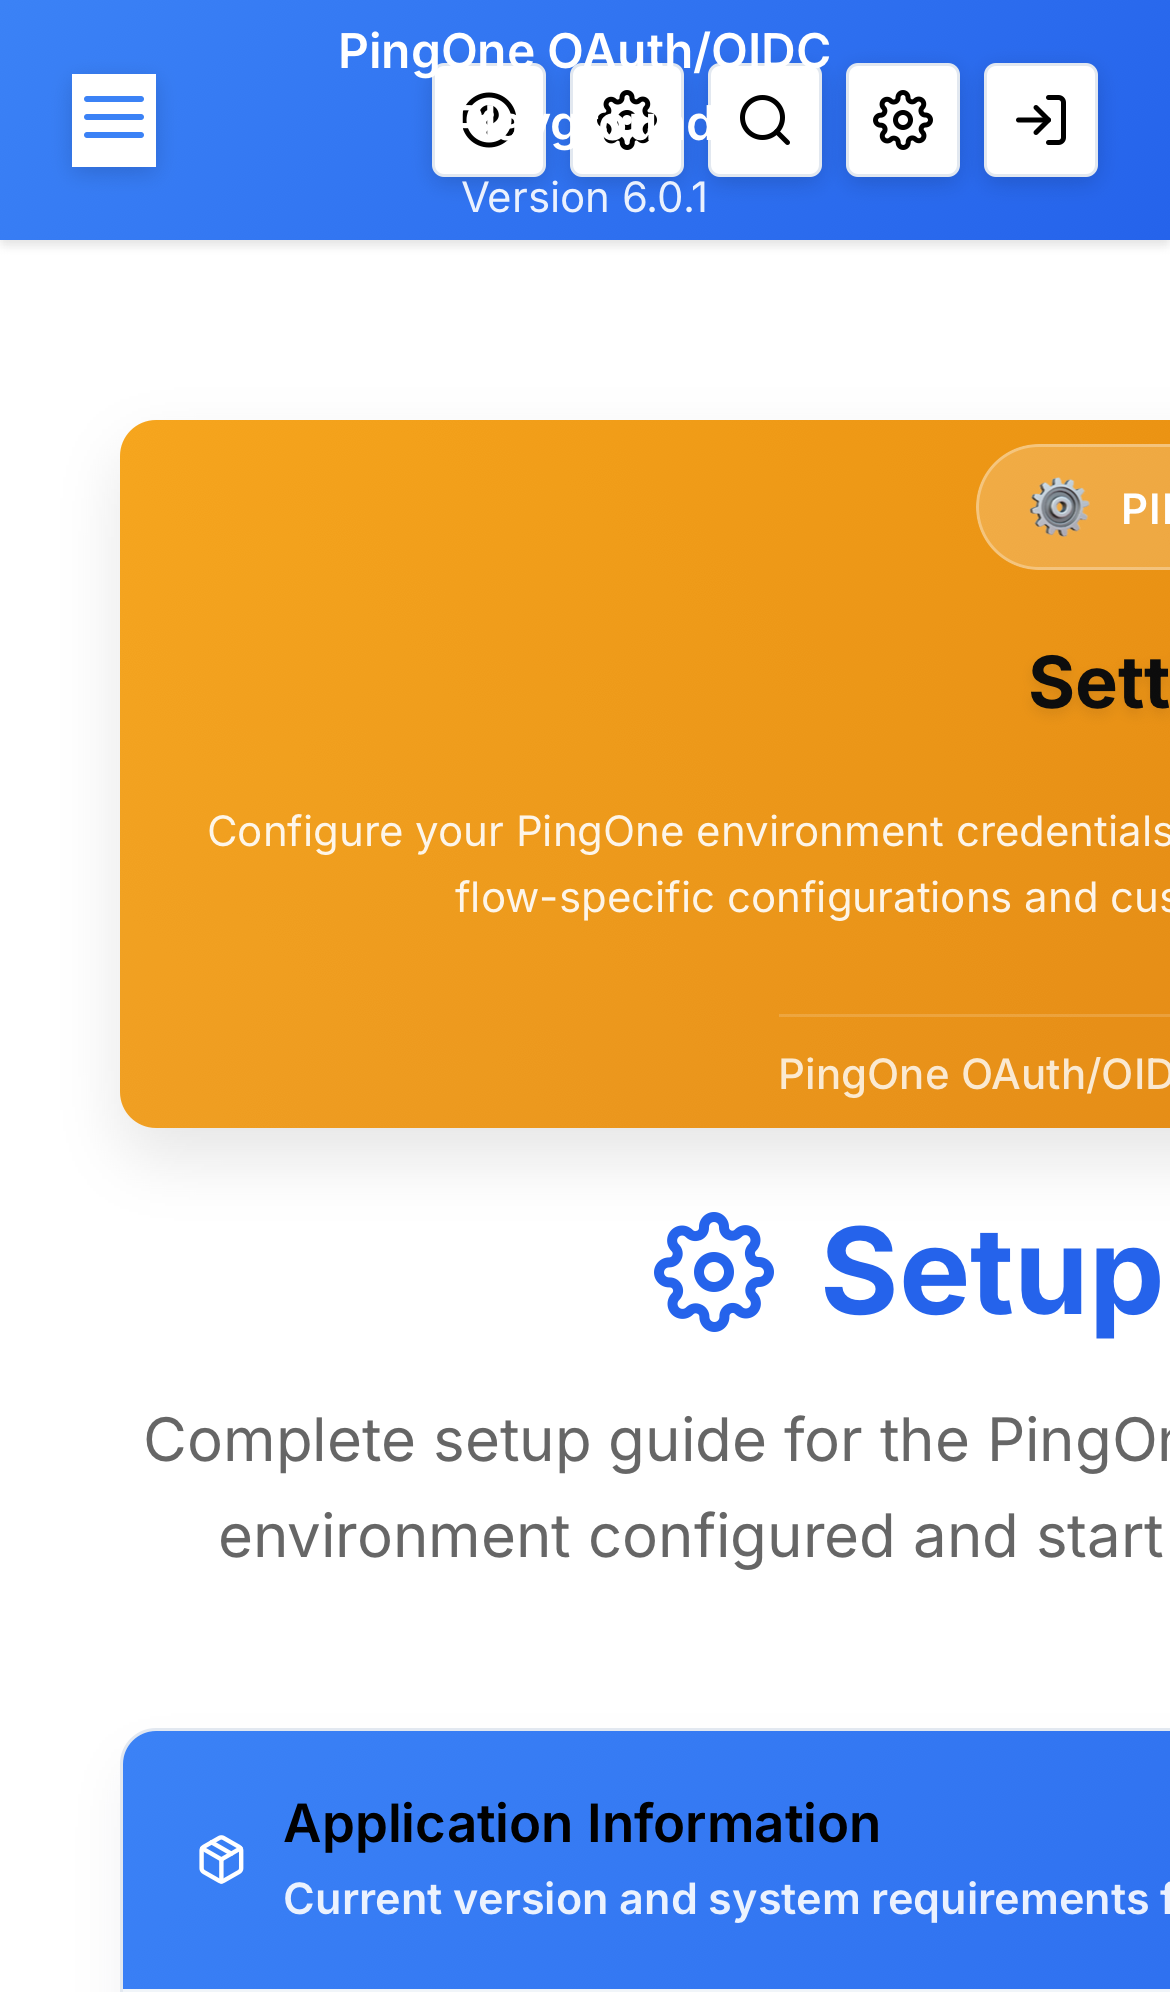 PingOne OAuth/OIDC
Version 6.0.1
PI
Sett
Configure your PingOne environment credentials
flow-specific configurations and cus
PingOne OAuth/OID
Setup
Complete setup guide for the PingOn
environment configured and start
Application Information
Current version and system requirements f